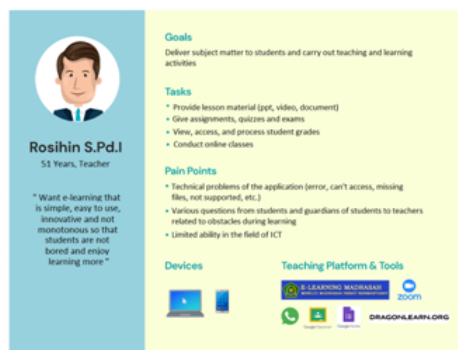 Rosihin S.Pd.I
51 Years, Teacher
" Want e-learning that
is simple, easy to use,
innovative and not
monotonous so that
students are not
bored and enjoy
learning more "
Goals
Deliver subject matter to students and carry out teaching and learning
activities
Tasks
• Provide lesson material (ppt, video, document)
• Give assignments, quizzes and exams
• View, access, and process student grades
• Conduct online classes
Pain Points
• Technical problems of the application (error, can't access, missing
files, not supported, etc.)
• Various questions from students and guardians of students to teachers
related to obstacles during learning
• Limited ability in the field of ICT
Devices
Teaching Platform & Tools
E-LEARNING MADRASAH
zoom
Google Classroom
Google Forms
DRAGONLEARN.ORG